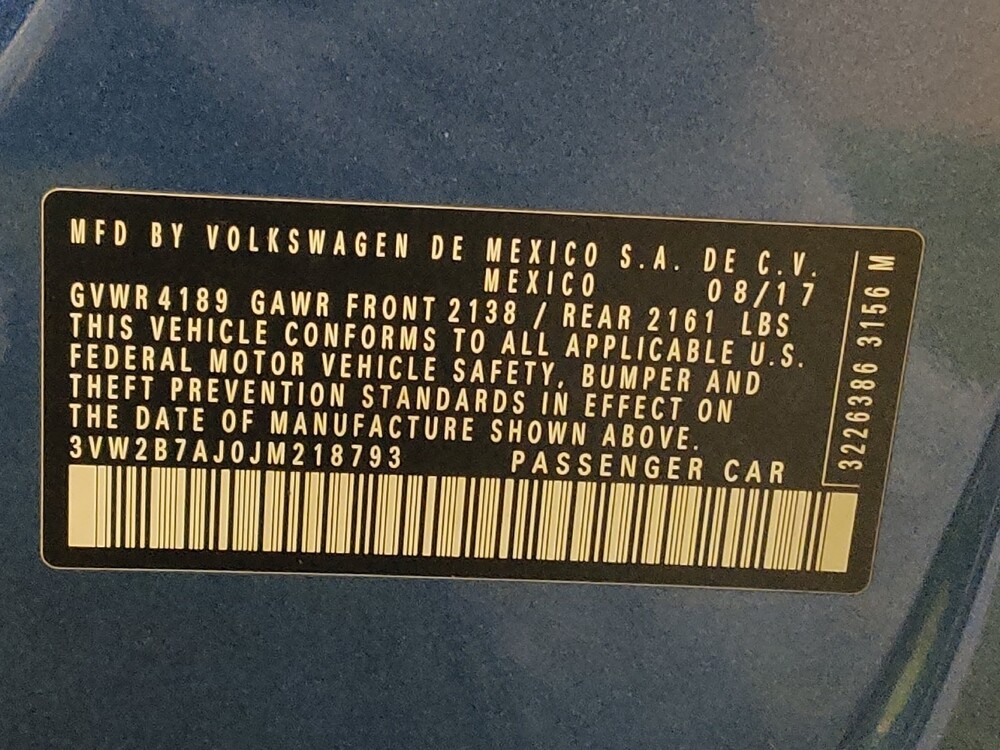 MFD BY VOLKSWAGEN DE MEXICO S.A. DE C.V.
MEXICO 08/17
GVWR 4189 GAWR FRONT 2138 / REAR 2161 LBS
THIS VEHICLE CONFORMS TO ALL APPLICABLE U.S.
FEDERAL MOTOR VEHICLE SAFETY, BUMPER AND
THEFT PREVENTION STANDARDS IN EFFECT ON
THE DATE OF MANUFACTURE SHOWN ABOVE.
3VW2B7AJ0JM218793 PASSENGER CAR
3226386 3156 M